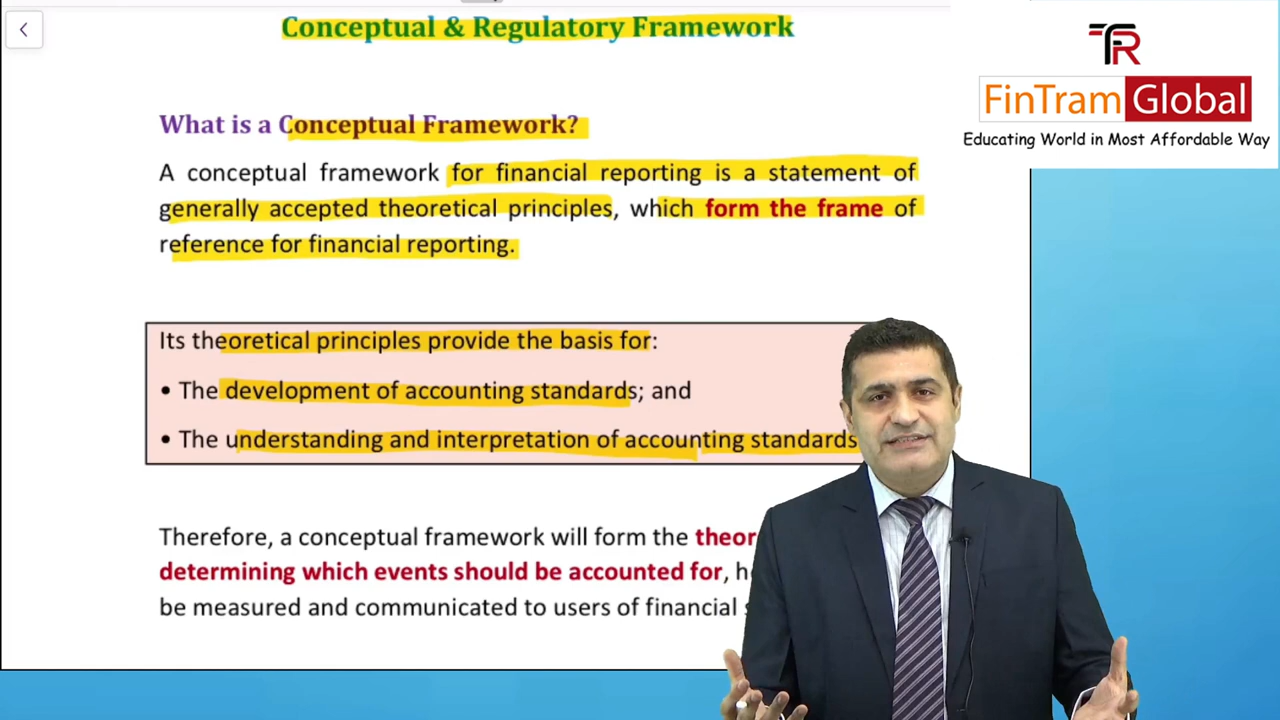 Conceptual & Regulatory Framework
TR
FinTram Global
Educating World in Most Affordable Way
What is a Conceptual Framework?
A conceptual framework for financial reporting is a statement of
generally accepted theoretical principles, which form the frame of
reference for financial reporting.
Its theoretical principles provide the basis for:
• The development of accounting standards; and
• The understanding and interpretation of accounting standards
Therefore, a conceptual framework will form the
determining which events should be accounted for,
be measured and communicated to users of financial